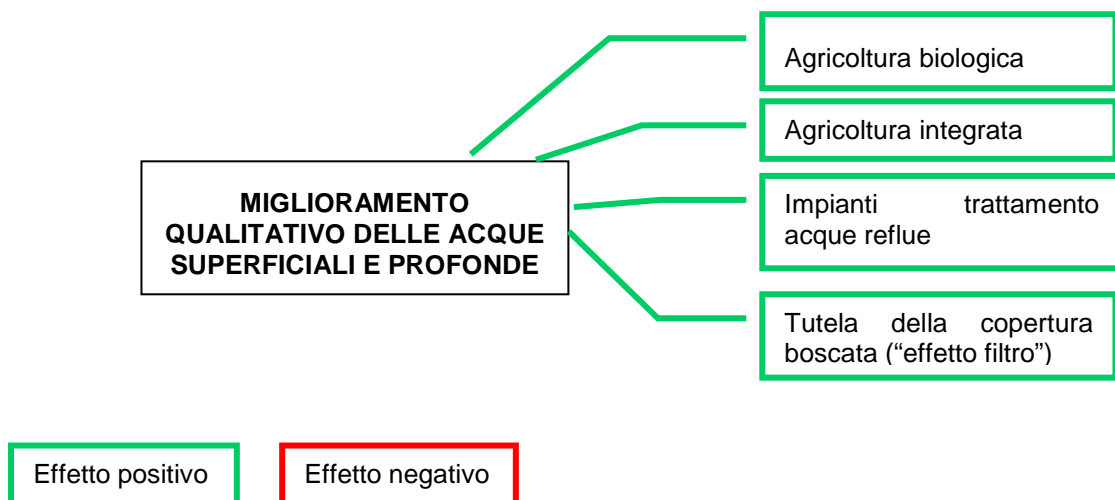 Agricoltura biologica
Agricoltura integrata
MIGLIORAMENTO
QUALITATIVO DELLE ACQUE
SUPERFICIALI E PROFONDE
Impianti trattamento
acque reflue
Tutela della copertura
boscata (“effetto filtro”)
Effetto positivo
Effetto negativo